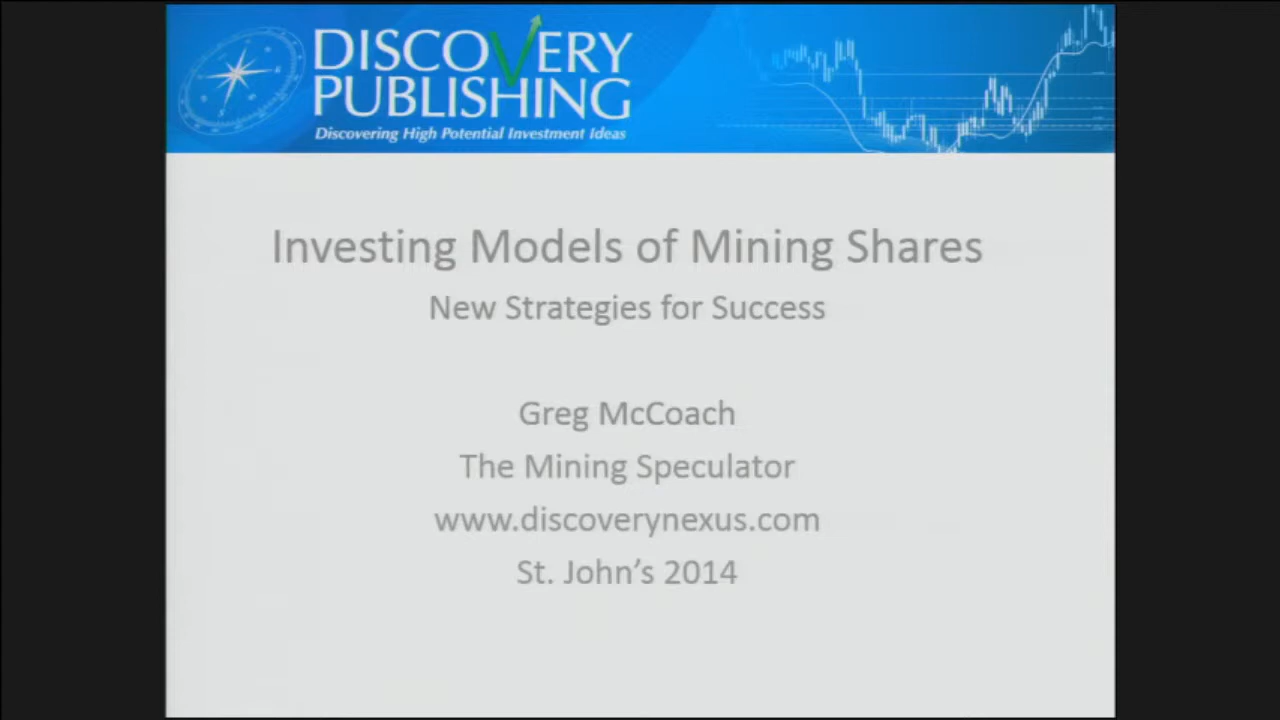 DISCOVERY
PUBLISHING
Discovering High Potential Investment Ideas
Investing Models of Mining Shares
New Strategies for Success
Greg McCoach
The Mining Speculator
www.discoverynexus.com
St. John's 2014